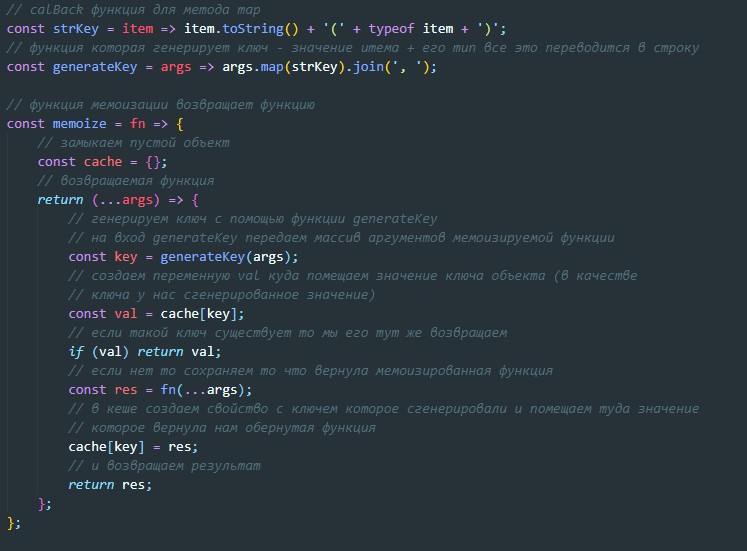 // calBack функция для метода map
const strKey = item => item.toString() + '(' + typeof item + ')';
// функция которая генерирует ключ - значение итема + его тип все это переводится в строку
const generateKey = args => args.map(strKey).join(', ');
// функция мемоизации возвращает функцию
const memoize = fn => {
// замыкаем пустой объект
const cache = {};
// возвращаемая функция
return (...args) => {
// генерируем ключ с помощью функции generateKey
// на вход generateKey передаем массив аргументов мемоизируемой функции
const key = generateKey(args);
// создаем переменную val куда помещаем значение ключа объекта (в качестве
// ключа у нас сгенерированное значение)
const val = cache[key];
// если такой ключ существует то мы его тут же возвращаем
if (val) return val;
// если нет то сохраняем то что вернула мемоизированная функция
const res = fn(...args);
// в кеше создаем свойство с ключем которое сгенерировали и помещаем туда значение
// которое вернула нам обернутая функция
cache[key] = res;
// и возвращаем результат
return res;
};
};